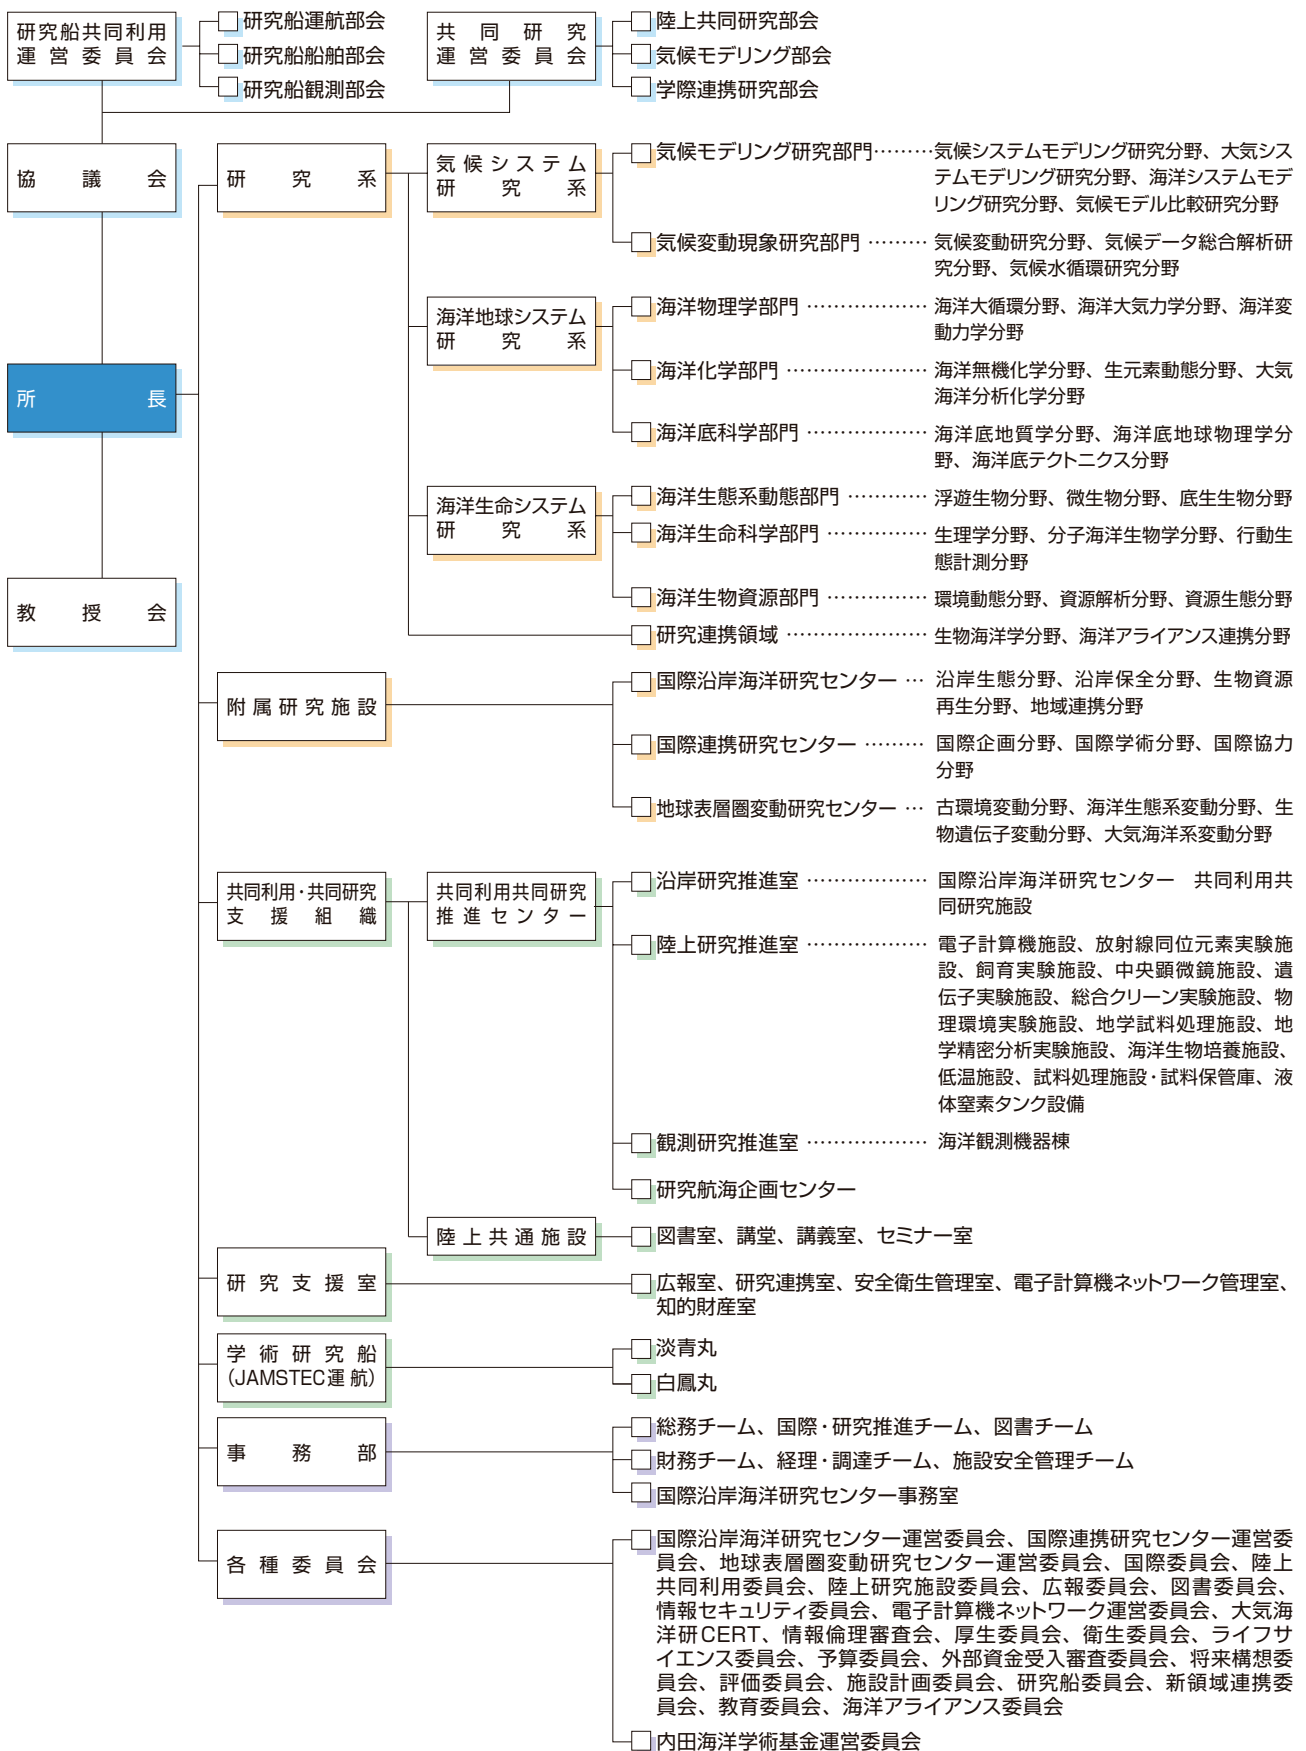 研究船共同利用
運営委員会
研究船運航部会
研究船船舶部会
研究船観測部会
共同研究
運営委員会
陸上共同研究部会
気候モデリング部会
学際連携研究部会
協議会
所長
教授会
研究系
気候システム
研究系
気候モデリング研究部門………
気候システムモデリング研究分野、大気シス
テムモデリング研究分野、海洋システムモデ
リング研究分野、気候モデル比較研究分野
気候変動現象研究部門………
気候変動研究分野、気候データ総合解析研
究分野、気候水循環研究分野
海洋地球システム
研究系
海洋物理学部門………………
海洋大循環分野、海洋大気力学分野、海洋変
動力学分野
海洋化学部門…………………
海洋無機化学分野、生元素動態分野、大気
海洋分析化学分野
海洋底科学部門………………
海洋底地質学分野、海洋底地球物理学分
野、海洋底テクトニクス分野
海洋生命システム
研究系
海洋生態系動態部門…………
浮遊生物分野、微生物分野、底生生物分野
海洋生命科学部門……………
生理学分野、分子海洋生物学分野、行動生
態計測分野
海洋生物資源部門……………
環境動態分野、資源解析分野、資源生態分野
研究連携領域…………………
生物海洋学分野、海洋アライアンス連携分野
附属研究施設
国際沿岸海洋研究センター…
沿岸生態分野、沿岸保全分野、生物資源
再生分野、地域連携分野
国際連携研究センター………
国際企画分野、国際学術分野、国際協力
分野
地球表層圏変動研究センター…
古環境変動分野、海洋生態系変動分野、生
物遺伝子変動分野、大気海洋系変動分野
共同利用・共同研究
支援組織
共同利用共同研究
推進センター
沿岸研究推進室………………
国際沿岸海洋研究センター　共同利用共
同研究施設
陸上研究推進室………………
電子計算機施設、放射線同位元素実験施
設、飼育実験施設、中央顕微鏡施設、遺
伝子実験施設、総合クリーン実験施設、物
理環境実験施設、地学試料処理施設、地
学精密分析実験施設、海洋生物培養施設、
低温施設、試料処理施設・試料保管庫、液
体窒素タンク設備
観測研究推進室………………
海洋観測機器棟
研究航海企画センター
陸上共通施設
図書室、講堂、講義室、セミナー室
研究支援室
広報室、研究連携室、安全衛生管理室、電子計算機ネットワーク管理室、
知的財産室
学術研究船
（JAMSTEC運航）
淡青丸
白鳳丸
事務部
総務チーム、国際・研究推進チーム、図書チーム
財務チーム、経理・調達チーム、施設安全管理チーム
国際沿岸海洋研究センター事務室
各種委員会
国際沿岸海洋研究センター運営委員会、国際連携研究センター運営委
員会、地球表層圏変動研究センター運営委員会、国際委員会、陸上
共同利用委員会、陸上研究施設委員会、広報委員会、図書委員会、
情報セキュリティ委員会、電子計算機ネットワーク運営委員会、大気海
洋研CERT、情報倫理審査会、厚生委員会、衛生委員会、ライフサ
イエンス委員会、予算委員会、外部資金受入審査委員会、将来構想委
員会、評価委員会、施設計画委員会、研究船委員会、新領域連携委
員会、教育委員会、海洋アライアンス委員会
内田海洋学術基金運営委員会